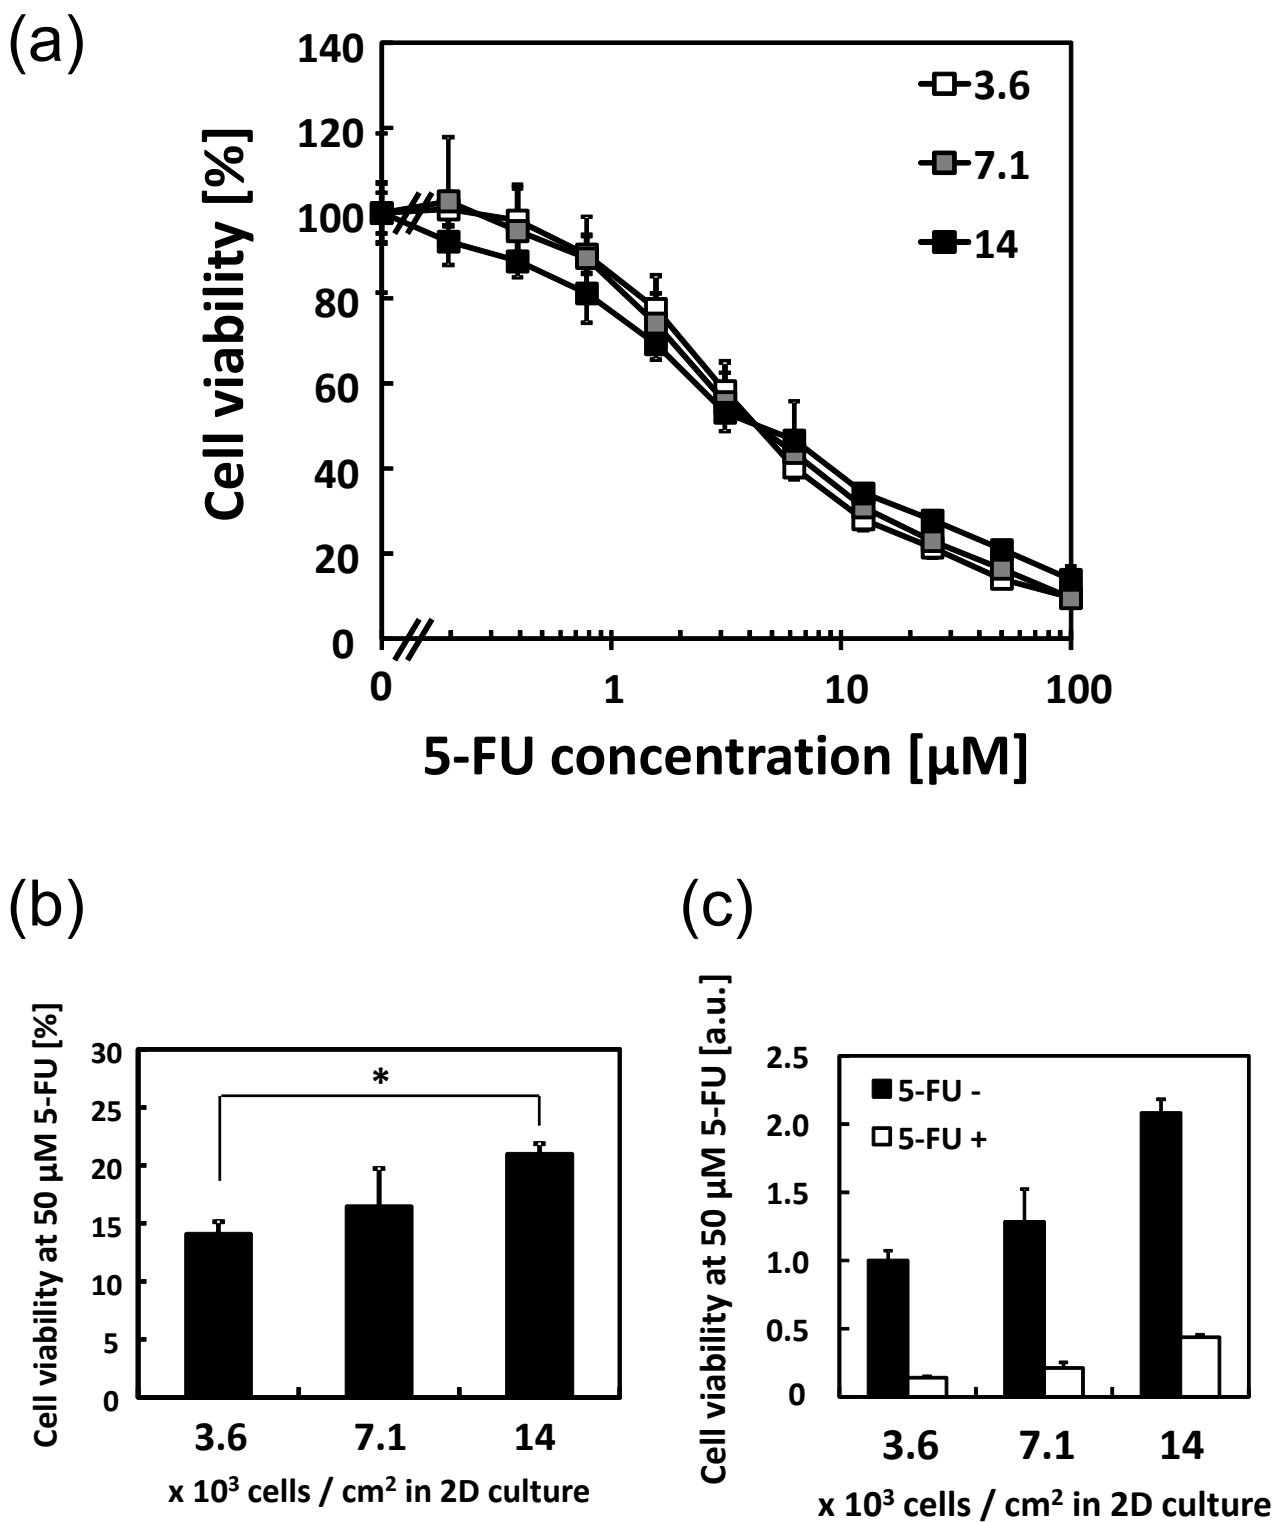 (a)
140
120
100
80
60
40
20
0
Cell viability [%]
3.6
7.1
14
0 1 10 100
5-FU concentration [μM]
(b)
Cell viability at 50 μM 5-FU [%]
30
25
20
15
10
5
0
*
3.6 7.1 14
x 10³ cells / cm² in 2D culture
(c)
Cell viability at 50 μM 5-FU [a.u.]
2.5
2.0
1.5
1.0
0.5
0
5-FU -
5-FU +
3.6 7.1 14
x 10³ cells / cm² in 2D culture